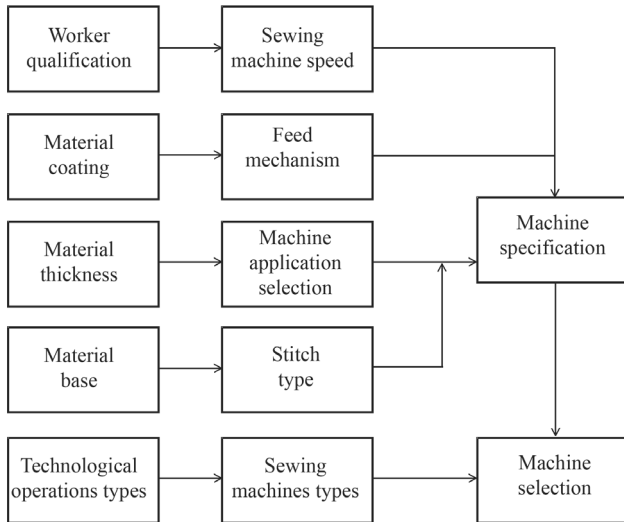 Worker
qualification
Sewing
machine speed
Material
coating
Feed
mechanism
Material
thickness
Machine
application
selection
Machine
specification
Material
base
Stitch
type
Technological
operations types
Sewing
machines types
Machine
selection